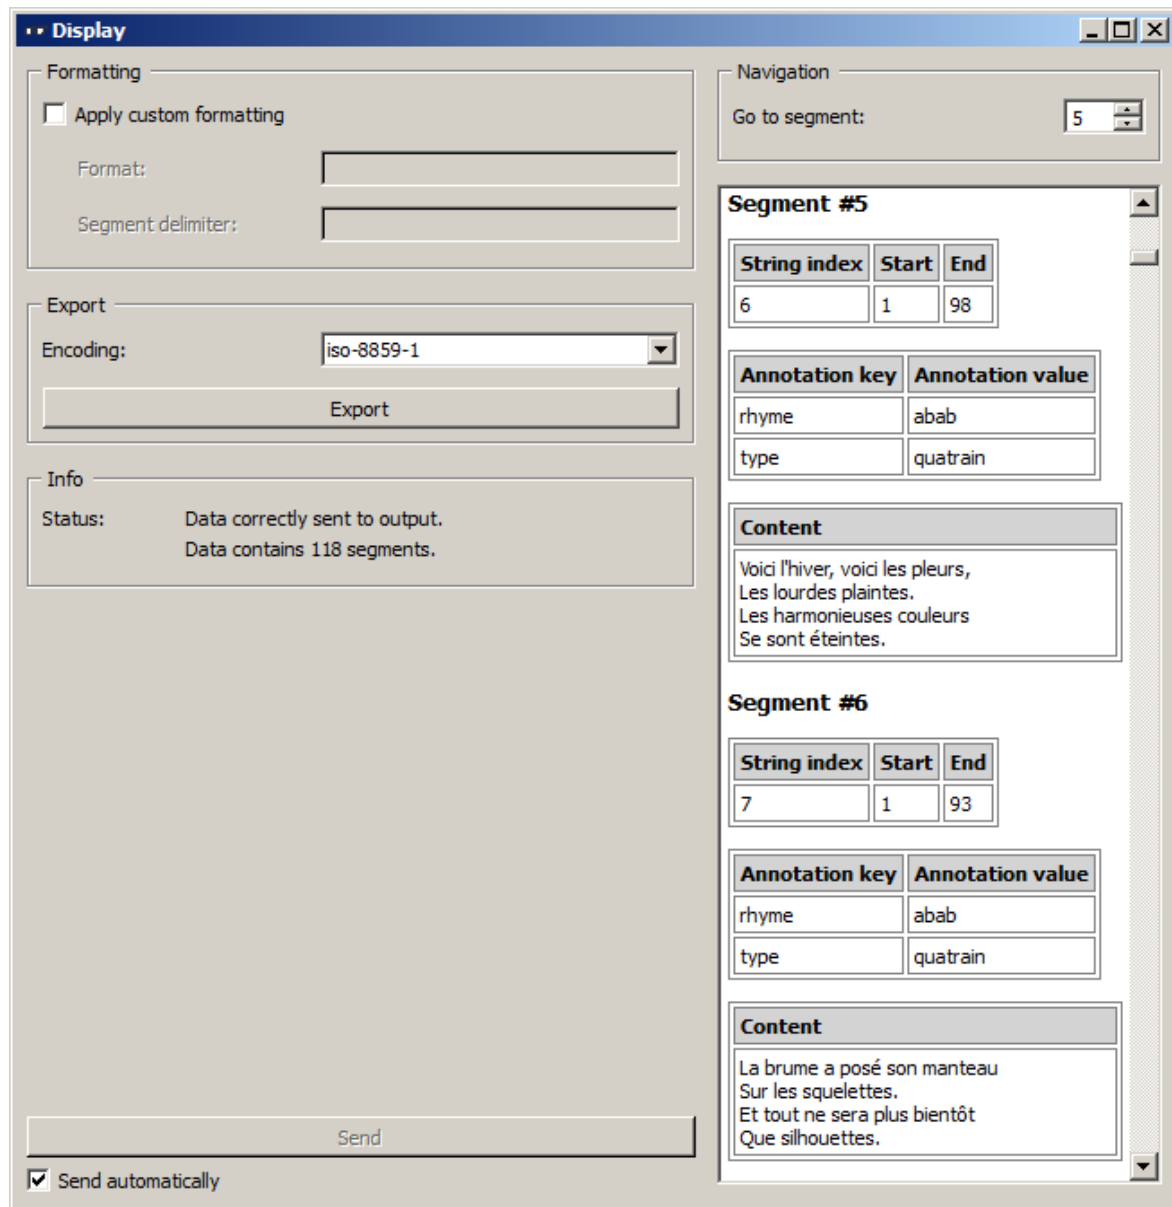 Display
Formatting
Apply custom formatting
Format:
Segment delimiter:
Export
Encoding: iso-8859-1
Export
Info
Status: Data correctly sent to output.
Data contains 118 segments.
Send
Send automatically
Navigation
Go to segment: 5
Segment #5
String index Start End
6 1 98
Annotation key Annotation value
rhyme abab
type quatrain
Content
Voici l'hiver, voici les pleurs,
Les lourdes plaintes.
Les harmonieuses couleurs
Se sont éteintes.
Segment #6
String index Start End
7 1 93
Annotation key Annotation value
rhyme abab
type quatrain
Content
La brume a posé son manteau
Sur les squelettes.
Et tout ne sera plus bientôt
Que silhouettes.